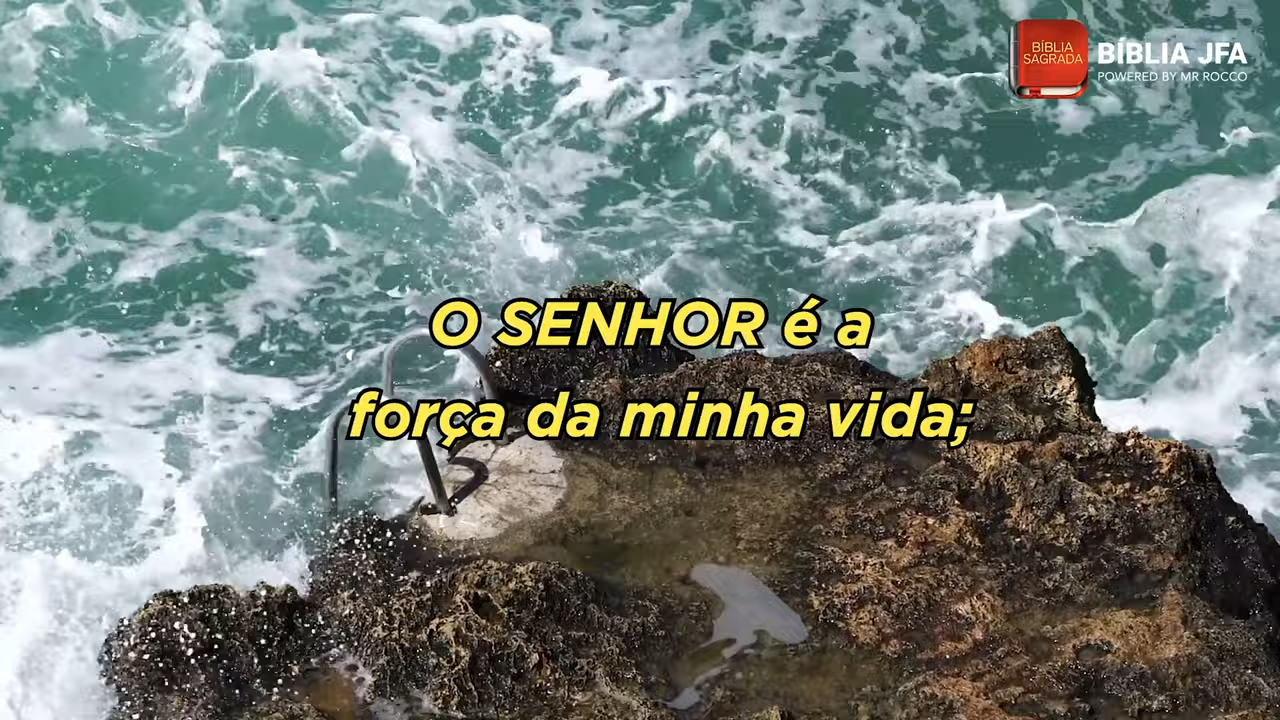 BÍBLIA
SAGRADA
BÍBLIA JFA
POWERED BY MR ROCCO
O SENHOR é a
força da minha vida;